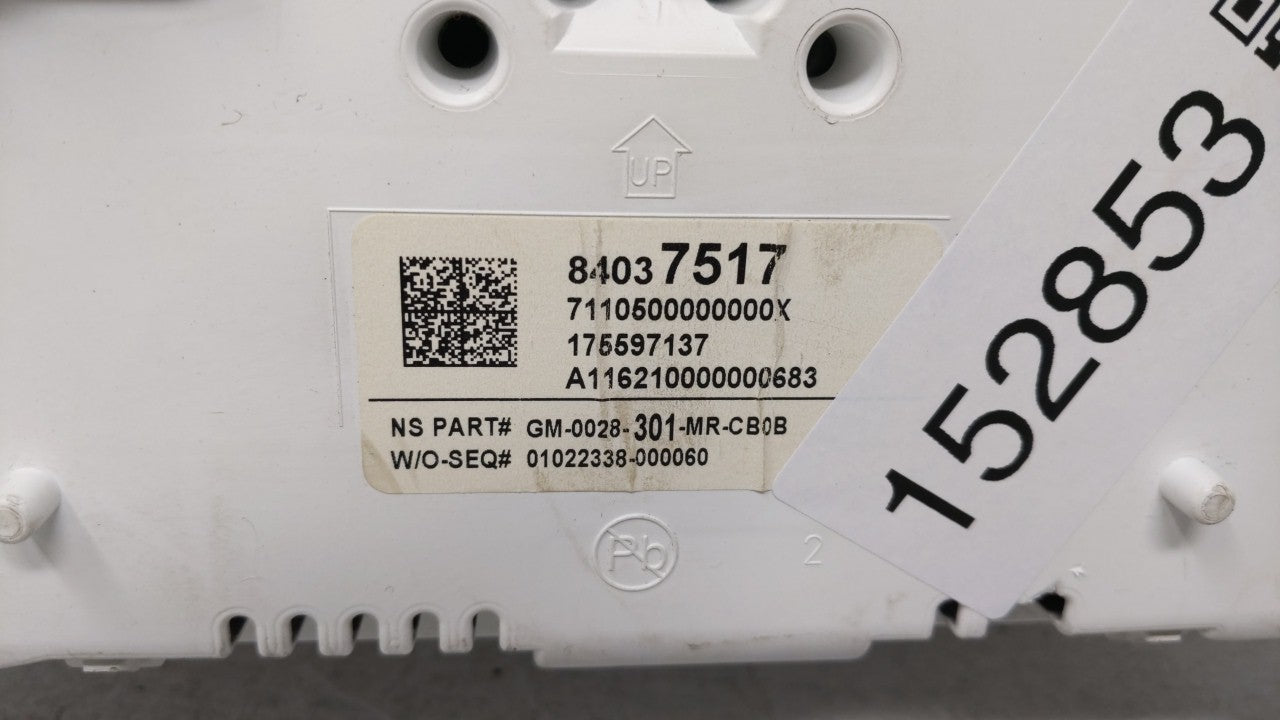 UP
84037517
7110500000000X
175597137
A116210000000683
NS PART# GM-0028-301-MR-CB0B
W/O-SEQ# 01022338-000060
Pb
2
152853